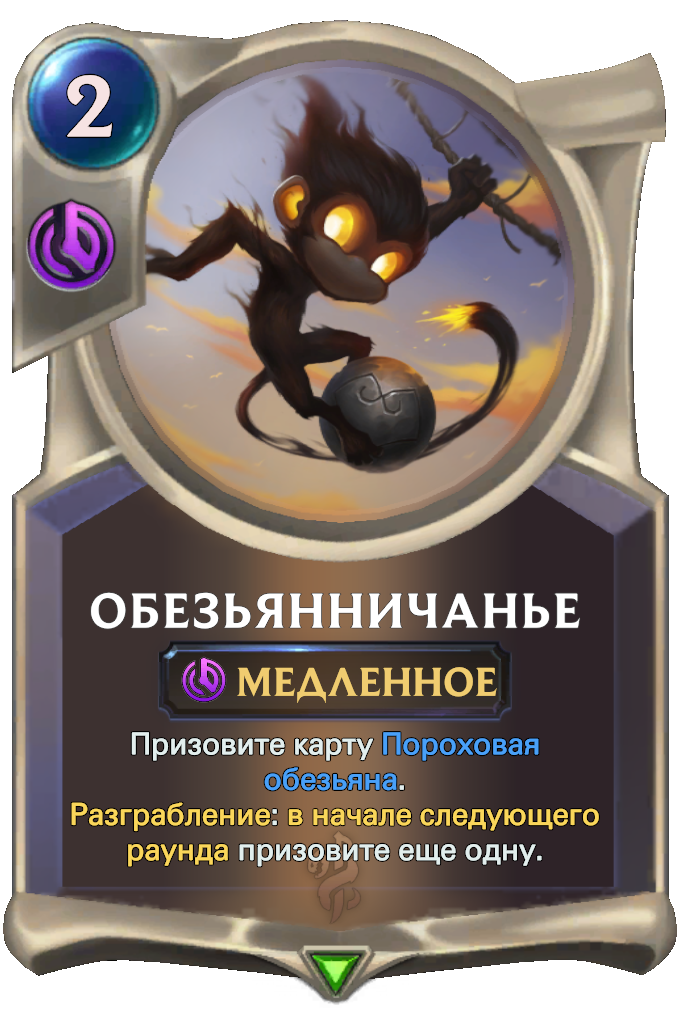 2
ОБЕЗЬЯННИЧАНЬЕ
МЕДЛЕННОЕ
Призовите карту Пороховая
обезьяна.
Разграбление: в начале следующего
раунда призовите еще одну.